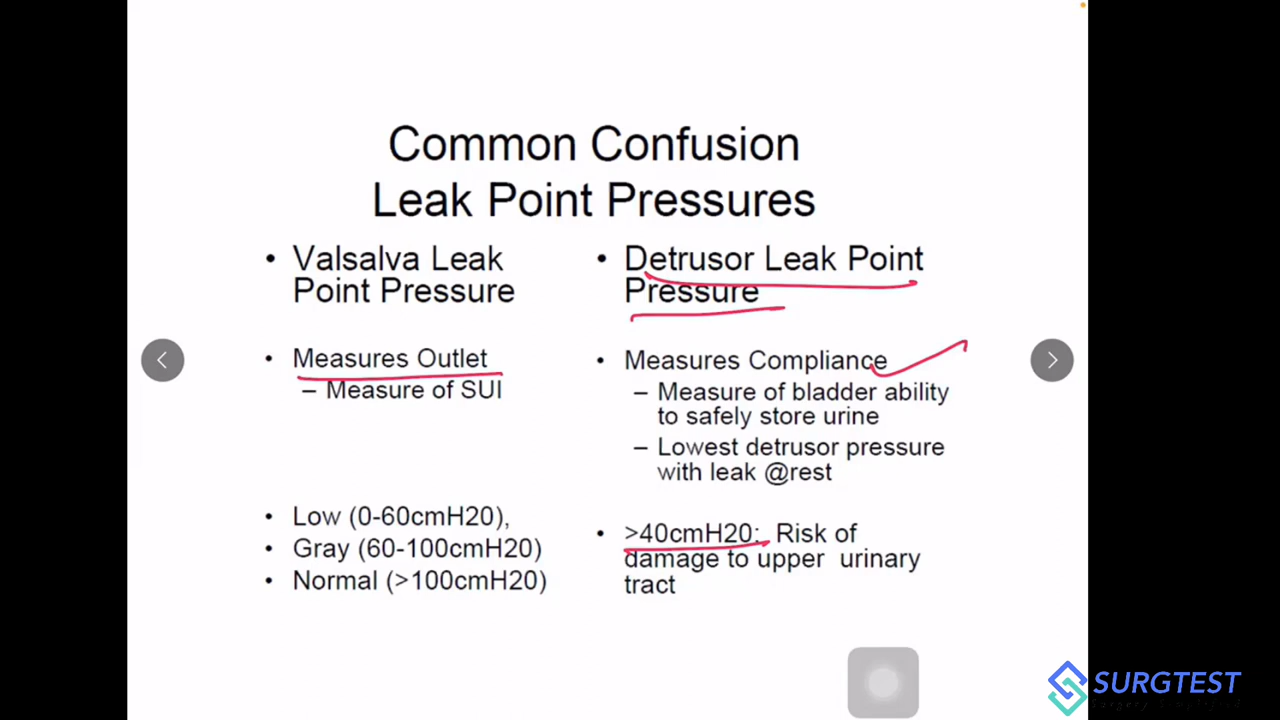 Common Confusion
Leak Point Pressures
• Valsalva Leak
Point Pressure
• Measures Outlet
– Measure of SUI
• Low (0-60cmH20),
• Gray (60-100cmH20)
• Normal (>100cmH20)
• Detrusor Leak Point
Pressure
• Measures Compliance
– Measure of bladder ability
to safely store urine
– Lowest detrusor pressure
with leak @rest
• >40cmH20: Risk of
damage to upper urinary
tract
SURGTEST